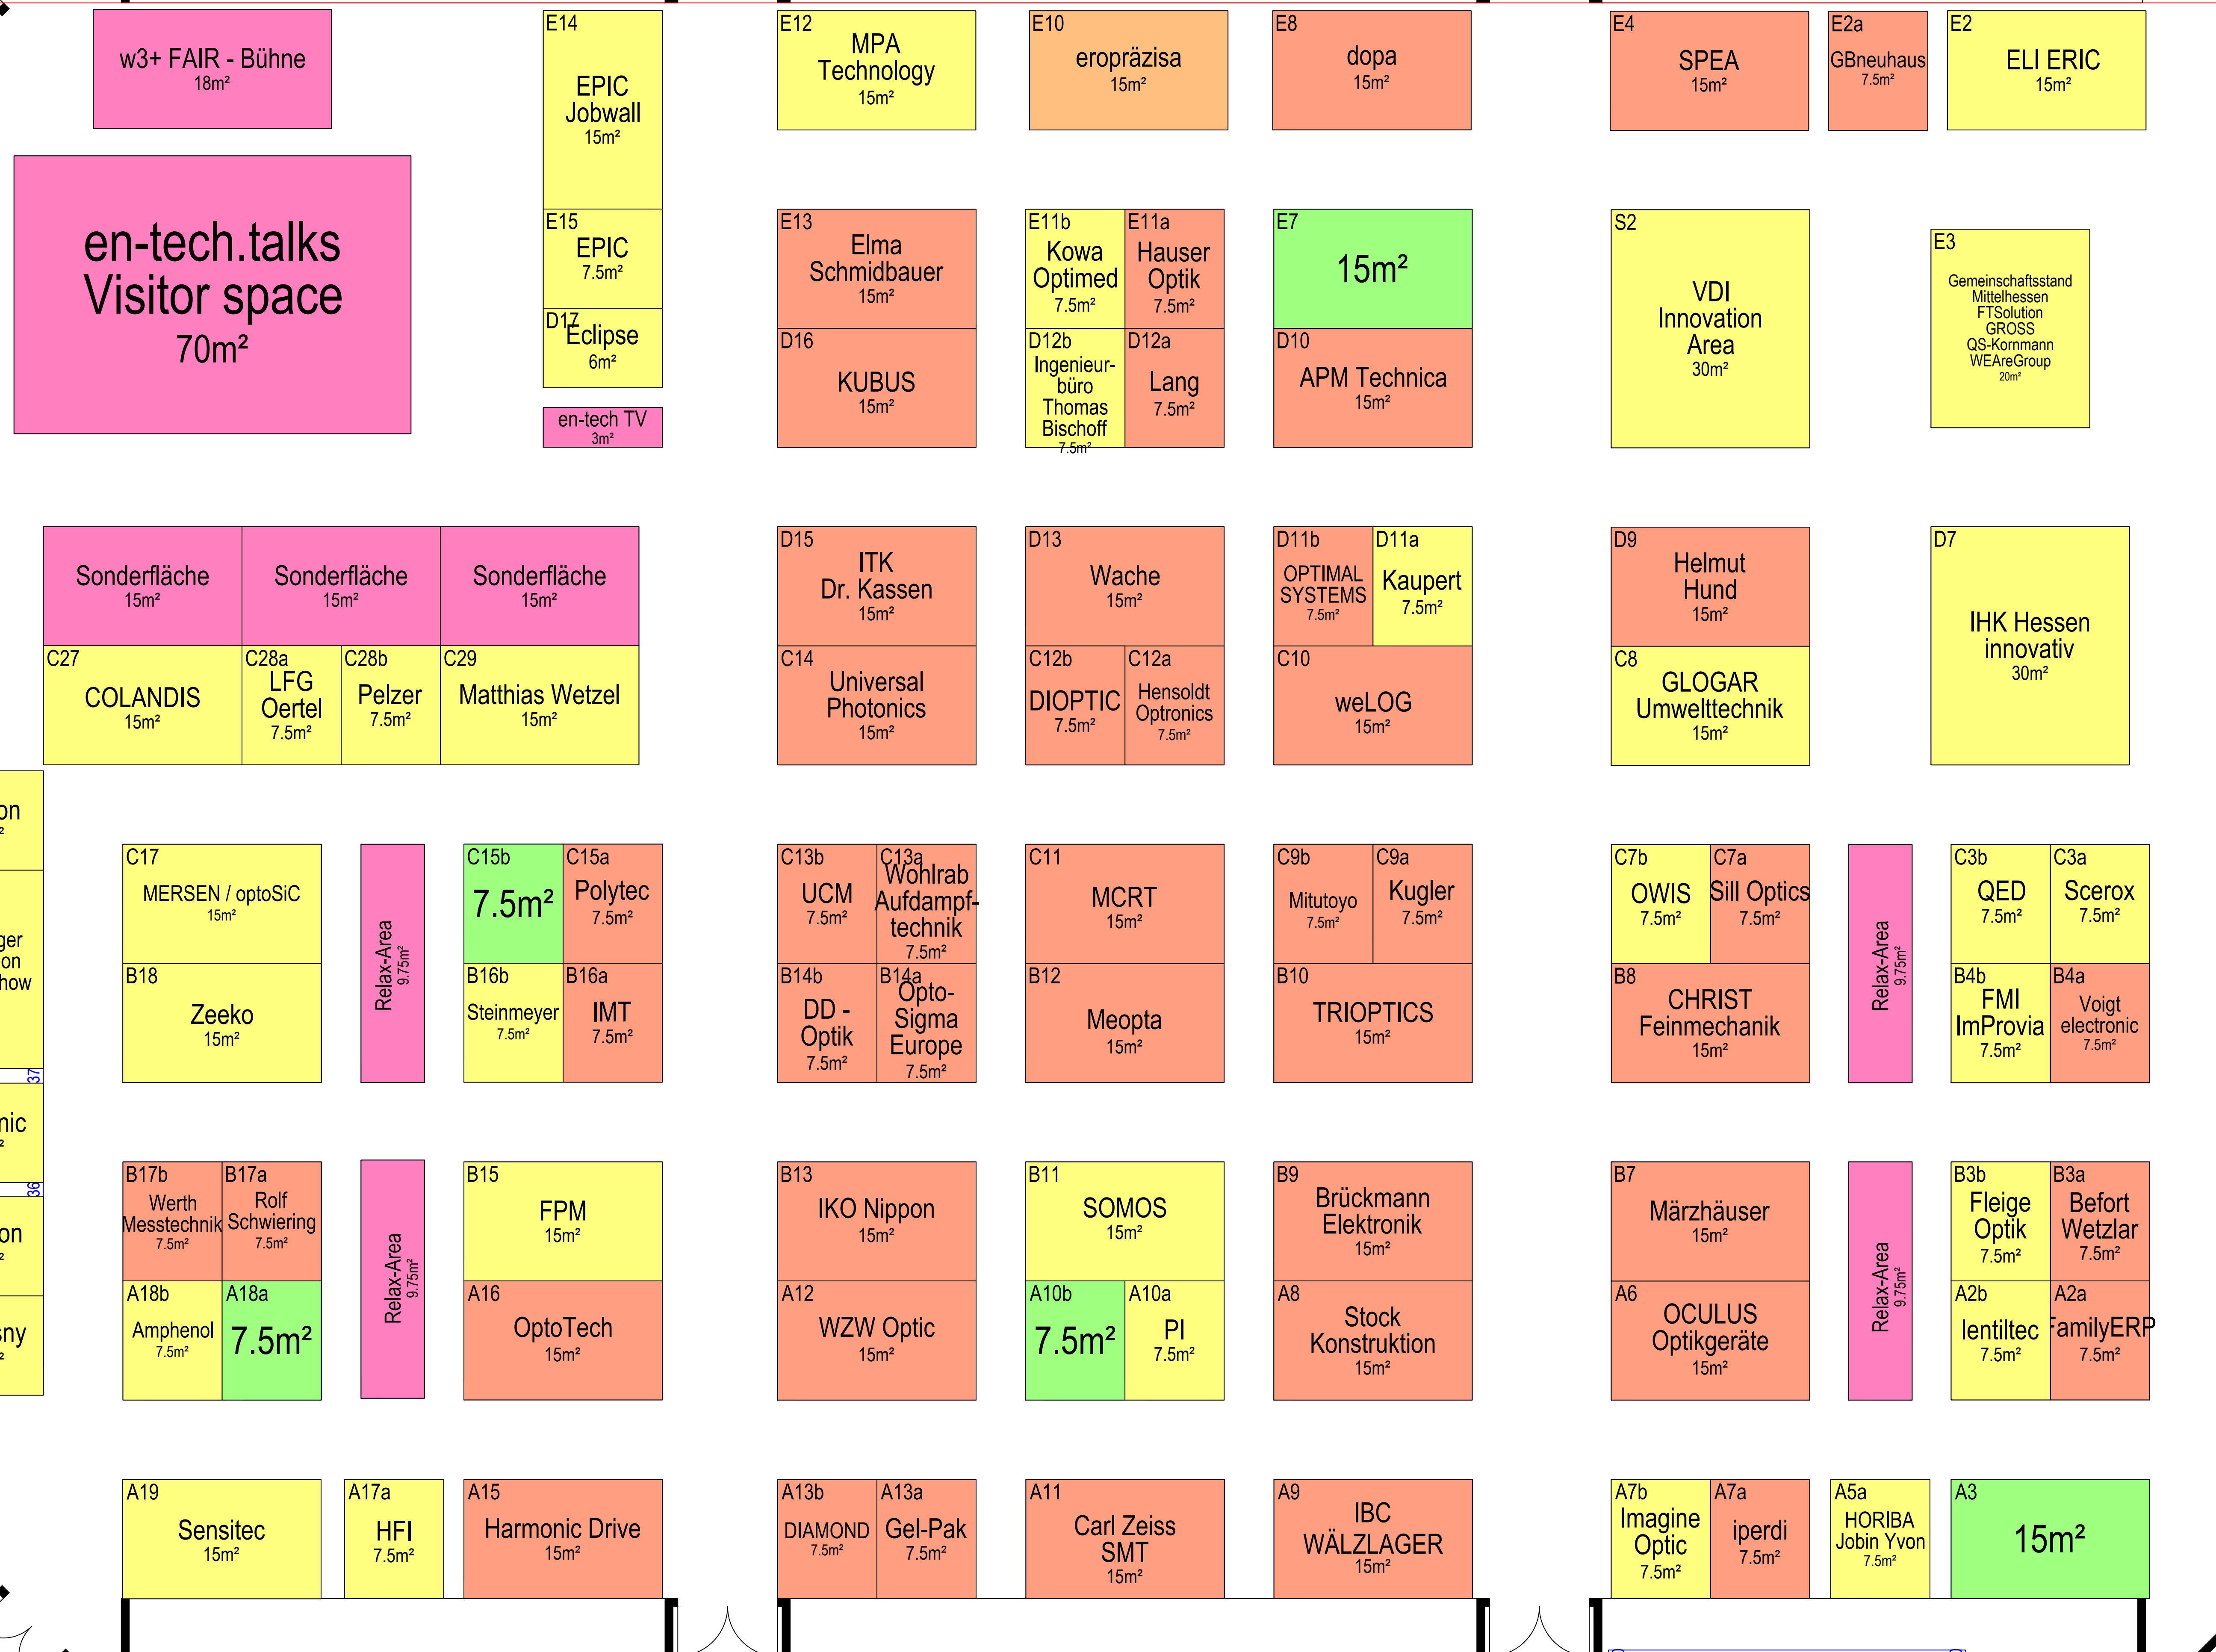 w3+ FAIR - Bühne
18m²
E14
EPIC
Jobwall
15m²
E12
MPA
Technology
15m²
E10
eropräzisa
15m²
E8
dopa
15m²
E4
SPEA
15m²
E2a
GBneuhaus
7.5m²
E2
ELI ERIC
15m²
en-tech.talks
Visitor space
70m²
E15
EPIC
7.5m²
D17
Eclipse
6m²
en-tech TV
3m²
E13
Elma
Schmidbauer
15m²
D16
KUBUS
15m²
E11b
Kowa
Optimed
7.5m²
E11a
Hauser
Optik
7.5m²
D12b
Ingenieur-
büro
Thomas
Bischoff
7.5m²
D12a
Lang
7.5m²
E7
15m²
D10
APM Technica
15m²
S2
VDI
Innovation
Area
30m²
E3
Gemeinschaftsstand
Mittelhessen
FTSolution
GROSS
QS-Kornmann
WEAreGroup
20m²
Sonderfläche
15m²
Sonderfläche
15m²
Sonderfläche
15m²
C27
COLANDIS
15m²
C28a
LFG
Oertel
7.5m²
C28b
Pelzer
7.5m²
C29
Matthias Wetzel
15m²
D15
ITK
Dr. Kassen
15m²
C14
Universal
Photonics
15m²
D13
Wache
15m²
C12b
DIOPTIC
7.5m²
C12a
Hensoldt
Optronics
7.5m²
D11b
OPTIMAL
SYSTEMS
7.5m²
D11a
Kaupert
7.5m²
C10
weLOG
15m²
D9
Helmut
Hund
15m²
C8
GLOGAR
Umwelttechnik
15m²
D7
IHK Hessen
innovativ
30m²
on
²
ger
on
how
37
nic
²
36
on
²
sny
²
C17
MERSEN / optoSiC
15m²
B18
Zeeko
15m²
Relax-Area
9.75m²
C15b
7.5m²
C15a
Polytec
7.5m²
B16b
Steinmeyer
7.5m²
B16a
IMT
7.5m²
C13b
UCM
7.5m²
C13a
Wohlrab
Aufdampf-
technik
7.5m²
B14b
DD -
Optik
7.5m²
B14a
Opto-
Sigma
Europe
7.5m²
C11
MCRT
15m²
B12
Meopta
15m²
C9b
Mitutoyo
7.5m²
C9a
Kugler
7.5m²
B10
TRIOPTICS
15m²
C7b
OWIS
7.5m²
C7a
Sill Optics
7.5m²
B8
CHRIST
Feinmechanik
15m²
Relax-Area
9.75m²
C3b
QED
7.5m²
C3a
Scerox
7.5m²
B4b
FMI
ImProvia
7.5m²
B4a
Voigt
electronic
7.5m²
B17b
Werth
Messtechnik
7.5m²
B17a
Rolf
Schwiering
7.5m²
A18b
Amphenol
7.5m²
A18a
7.5m²
Relax-Area
9.75m²
B15
FPM
15m²
A16
OptoTech
15m²
B13
IKO Nippon
15m²
A12
WZW Optic
15m²
B11
SOMOS
15m²
A10b
7.5m²
A10a
PI
7.5m²
B9
Brückmann
Elektronik
15m²
A8
Stock
Konstruktion
15m²
B7
Märzhäuser
15m²
A6
OCULUS
Optikgeräte
15m²
Relax-Area
9.75m²
B3b
Fleige
Optik
7.5m²
B3a
Befort
Wetzlar
7.5m²
A2b
lentiltec
7.5m²
A2a
FamilyERP
7.5m²
A19
Sensitec
15m²
A17a
HFI
7.5m²
A15
Harmonic Drive
15m²
A13b
DIAMOND
7.5m²
A13a
Gel-Pak
7.5m²
A11
Carl Zeiss
SMT
15m²
A9
IBC
WÄLZLAGER
15m²
A7b
Imagine
Optic
7.5m²
A7a
iperdi
7.5m²
A5a
HORIBA
Jobin Yvon
7.5m²
A3
15m²